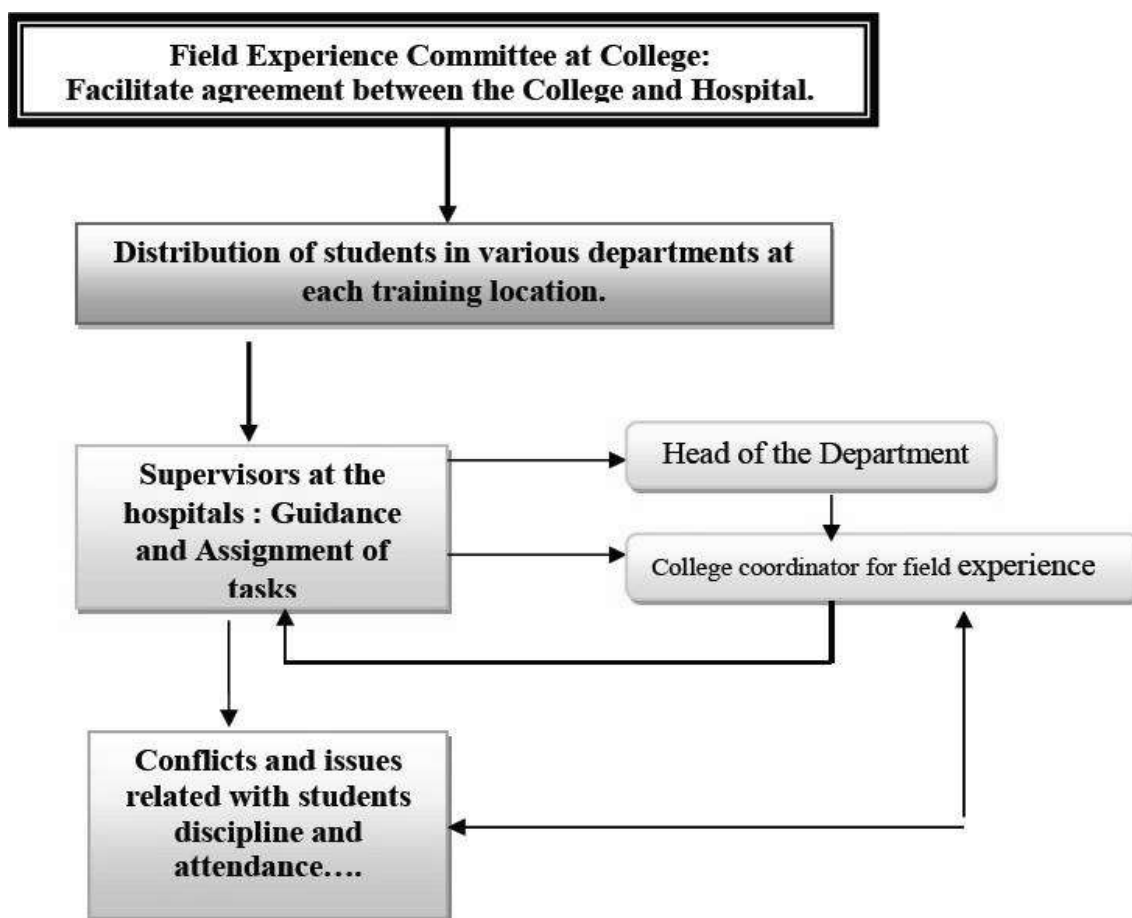 Field Experience Committee at College:
Facilitate agreement between the College and Hospital.
Distribution of students in various departments at
each training location.
Supervisors at the
hospitals : Guidance
and Assignment of
tasks
Head of the Department
College coordinator for field experience
Conflicts and issues
related with students
discipline and
attendance….